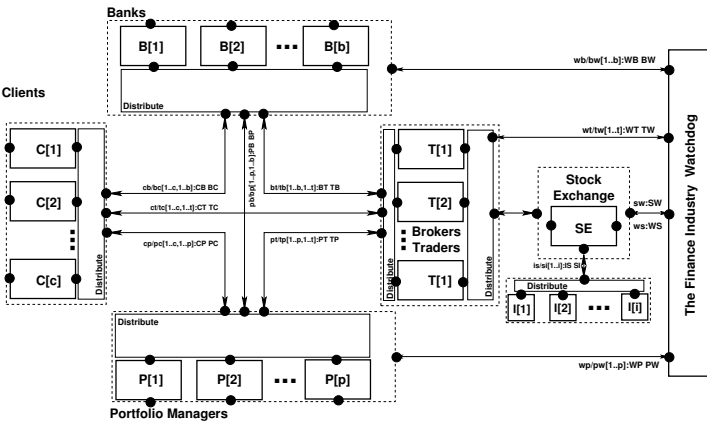 Banks
B[1]
B[2]
B[b]
Distribute
wb/bw[1..b]:WB BW
Clients
C[1]
C[2]
C[c]
Distribute
cb/bc[1..c,1..b]:CB BC
ct/tc[1..c,1..t]:CT TC
cp/pc[1..c,1..p]:CP PC
pb/bp[1..p,1..b]:PB BP
bt/tb[1..b,1..t]:BT TB
pt/tp[1..p,1..t]:PT TP
Distribute
T[1]
T[2]
Brokers
Traders
T[1]
Distribute
wt/tw[1..t]:WT TW
Stock
Exchange
SE
sw:SW
ws:WS
is/si[1..i]:IS SI
Distribute
I[1]
I[2]
I[i]
The Finance Industry Watchdog
Distribute
P[1]
P[2]
P[p]
Portfolio Managers
wp/pw[1..p]:WP PW